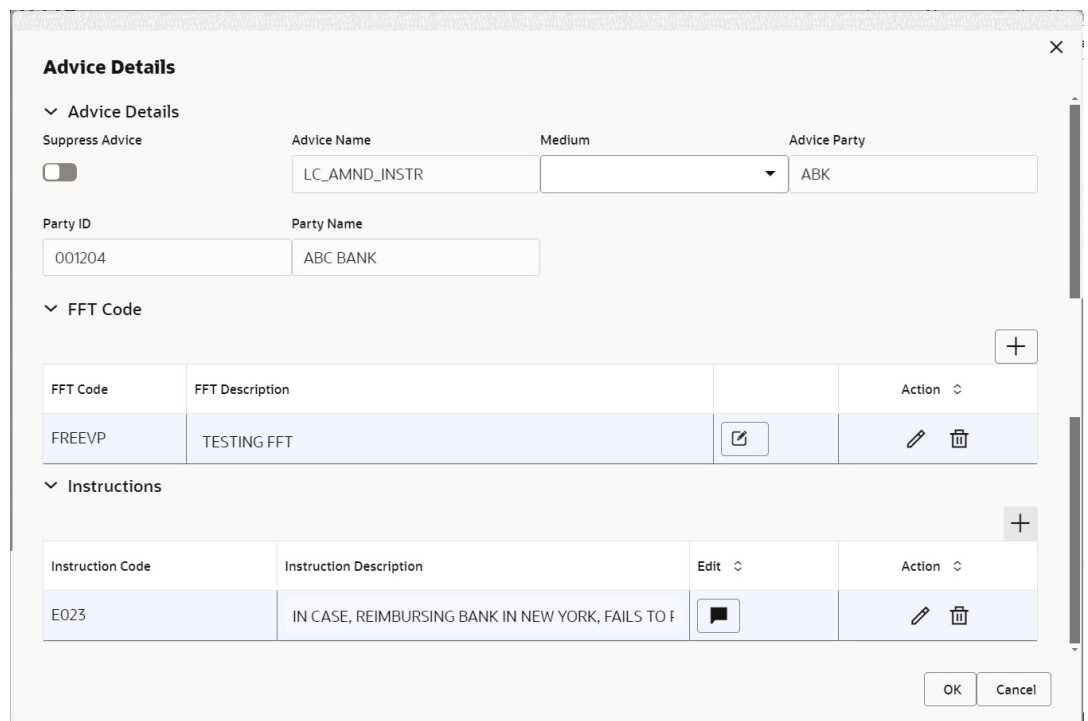 Advice Details
Advice Details
Suppress Advice Advice Name Medium Advice Party
LC_AMND_INSTR ABK
Party ID Party Name
001204 ABC BANK
FFT Code
FFT Code FFT Description Action
FREEVP TESTING FFT
Instructions
Instruction Code Instruction Description Edit Action
E023 IN CASE, REIMBURSING BANK IN NEW YORK, FAILS TO
OK Cancel